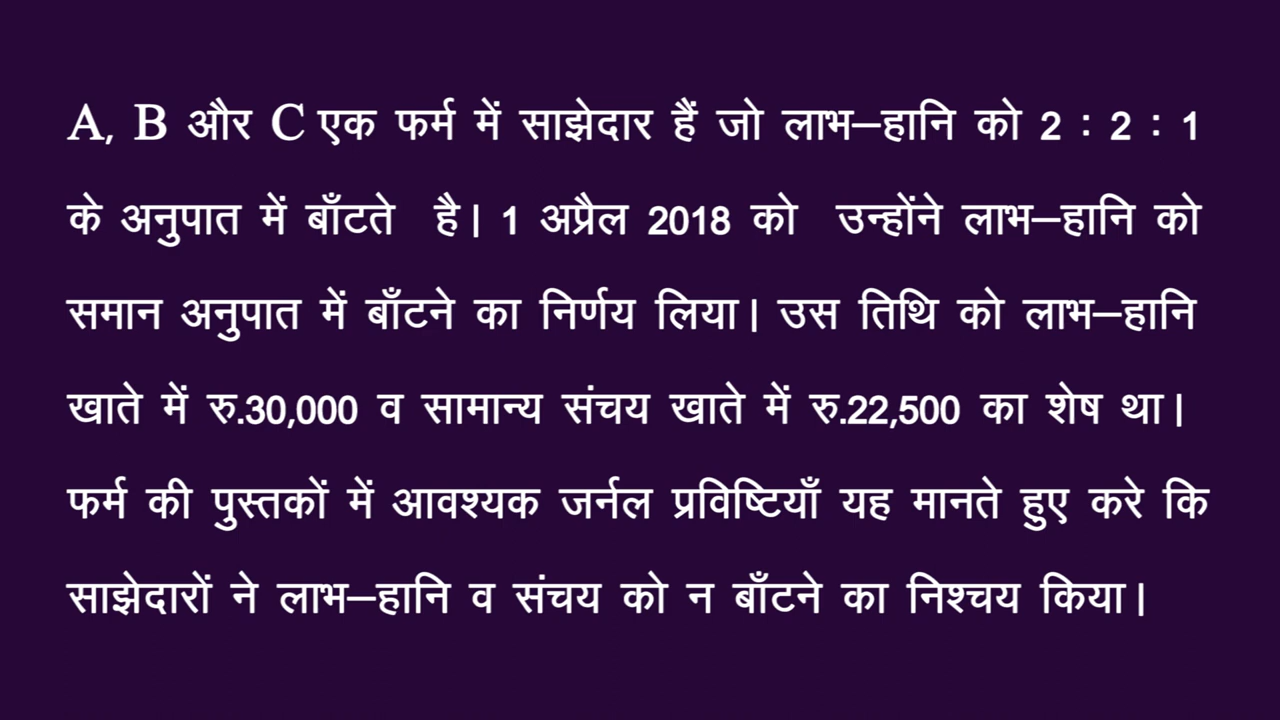 A, B और C एक फर्म में साझेदार हैं जो लाभ–हानि को 2 : 2 : 1
के अनुपात में बाँटते है। 1 अप्रैल 2018 को उन्होंने लाभ–हानि को
समान अनुपात में बाँटने का निर्णय लिया। उस तिथि को लाभ–हानि
खाते में रु.30,000 व सामान्य संचय खाते में रु.22,500 का शेष था।
फर्म की पुस्तकों में आवश्यक जर्नल प्रविष्टियाँ यह मानते हुए करे कि
साझेदारों ने लाभ–हानि व संचय को न बाँटने का निश्चय किया।